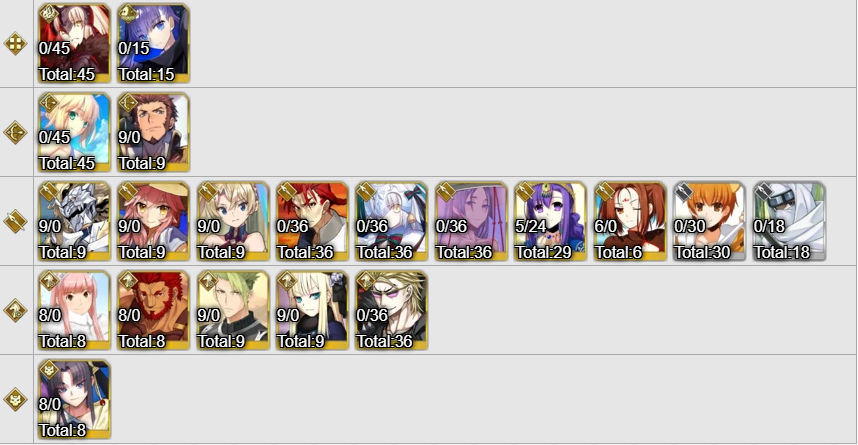 0/45
Total:45
0/15
Total:15
0/45
Total:45
9/0
Total:9
9/0
Total:9
9/0
Total:9
9/0
Total:9
0/36
Total:36
0/36
Total:36
0/36
Total:36
5/24
Total:29
6/0
Total:6
0/30
Total:30
0/18
Total:18
8/0
Total:8
8/0
Total:8
9/0
Total:9
9/0
Total:9
0/36
Total:36
8/0
Total:8